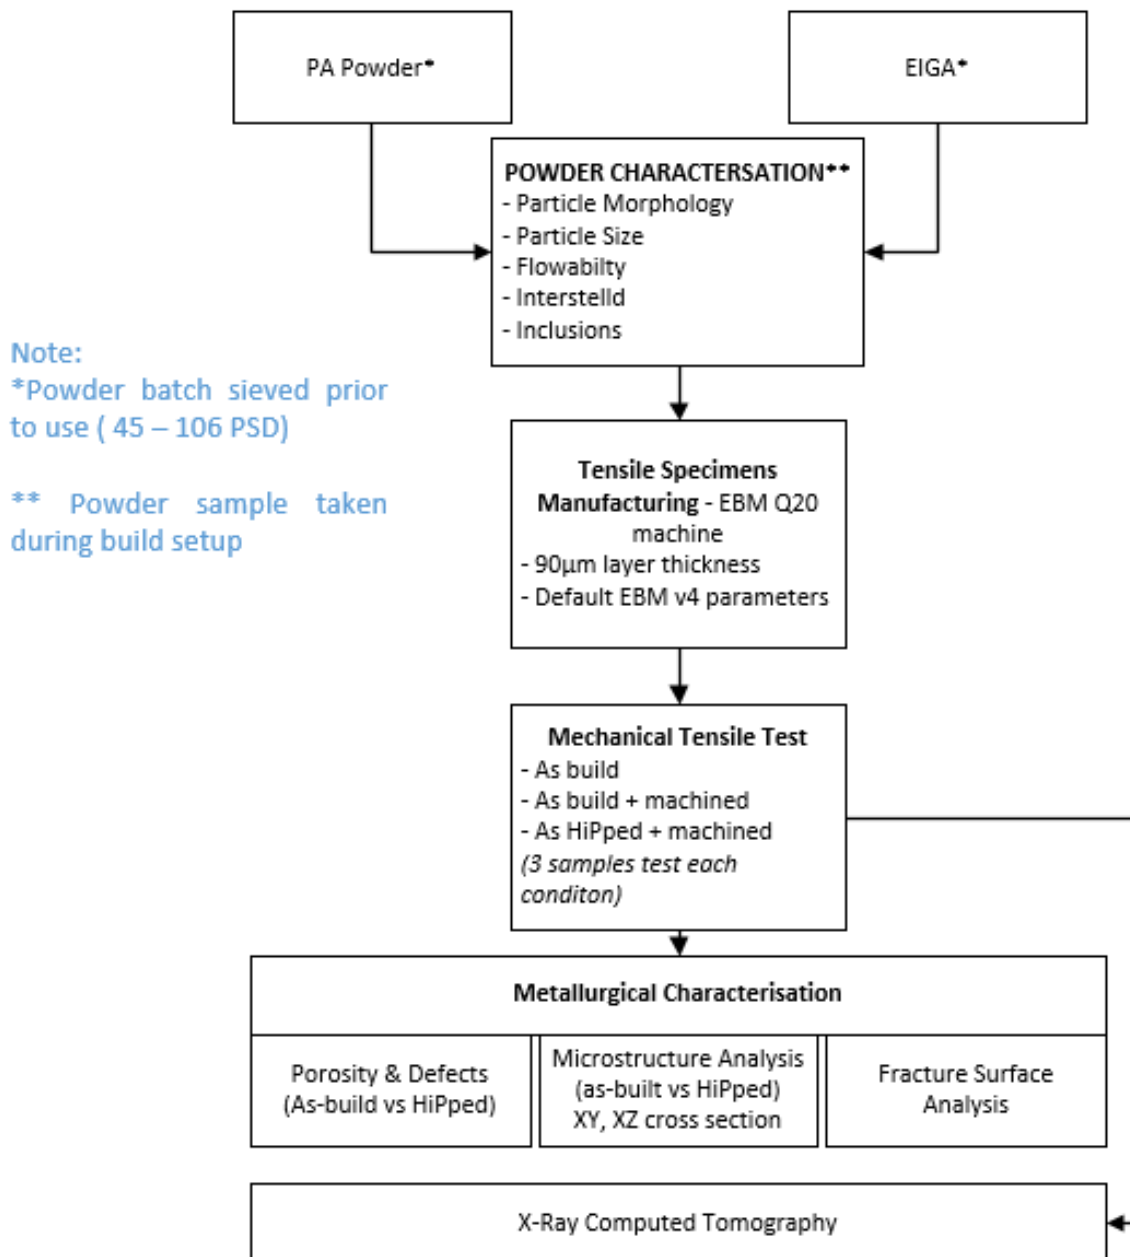 PA Powder*
EIGA*
POWDER CHARACTERSATION**
- Particle Morphology
- Particle Size
- Flowabilty
- Interstelld
- Inclusions
Note:
*Powder batch sieved prior
to use ( 45 – 106 PSD)
** Powder sample taken
during build setup
Tensile Specimens
Manufacturing - EBM Q20
machine
- 90µm layer thickness
- Default EBM v4 parameters
Mechanical Tensile Test
- As build
- As build + machined
- As HiPped + machined
(3 samples test each
conditon)
Metallurgical Characterisation
Porosity & Defects
(As-build vs HiPped)
Microstructure Analysis
(as-built vs HiPped)
XY, XZ cross section
Fracture Surface
Analysis
X-Ray Computed Tomography